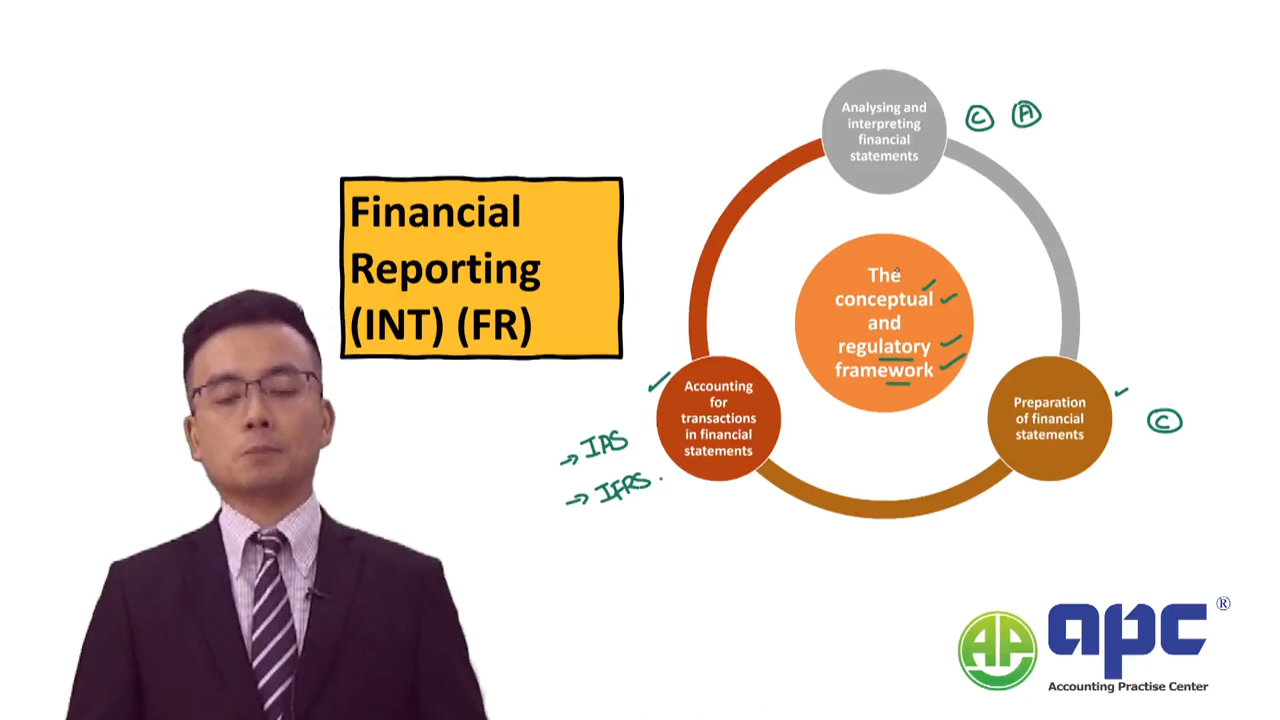 Financial
Reporting
(INT) (FR)
Analysing and
interpreting
financial
statements
C A
The
conceptual
and
regulatory
framework
Accounting
for
transactions
in financial
statements
→ IAS
→ IFRS.
Preparation
of financial
statements
C
AP
apc®
Accounting Practise Center